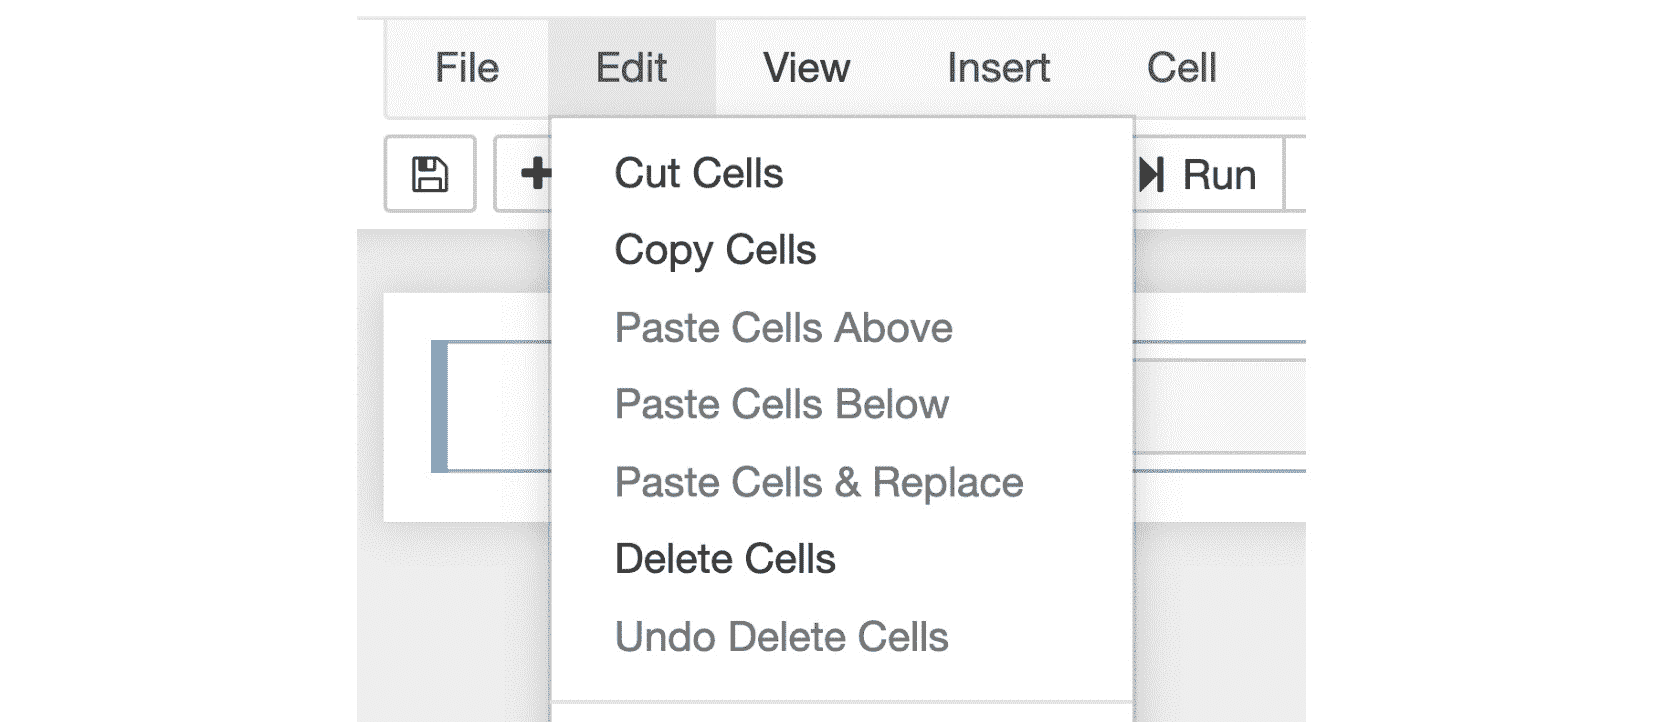 File Edit View Insert Cell
Run
Cut Cells
Copy Cells
Paste Cells Above
Paste Cells Below
Paste Cells & Replace
Delete Cells
Undo Delete Cells